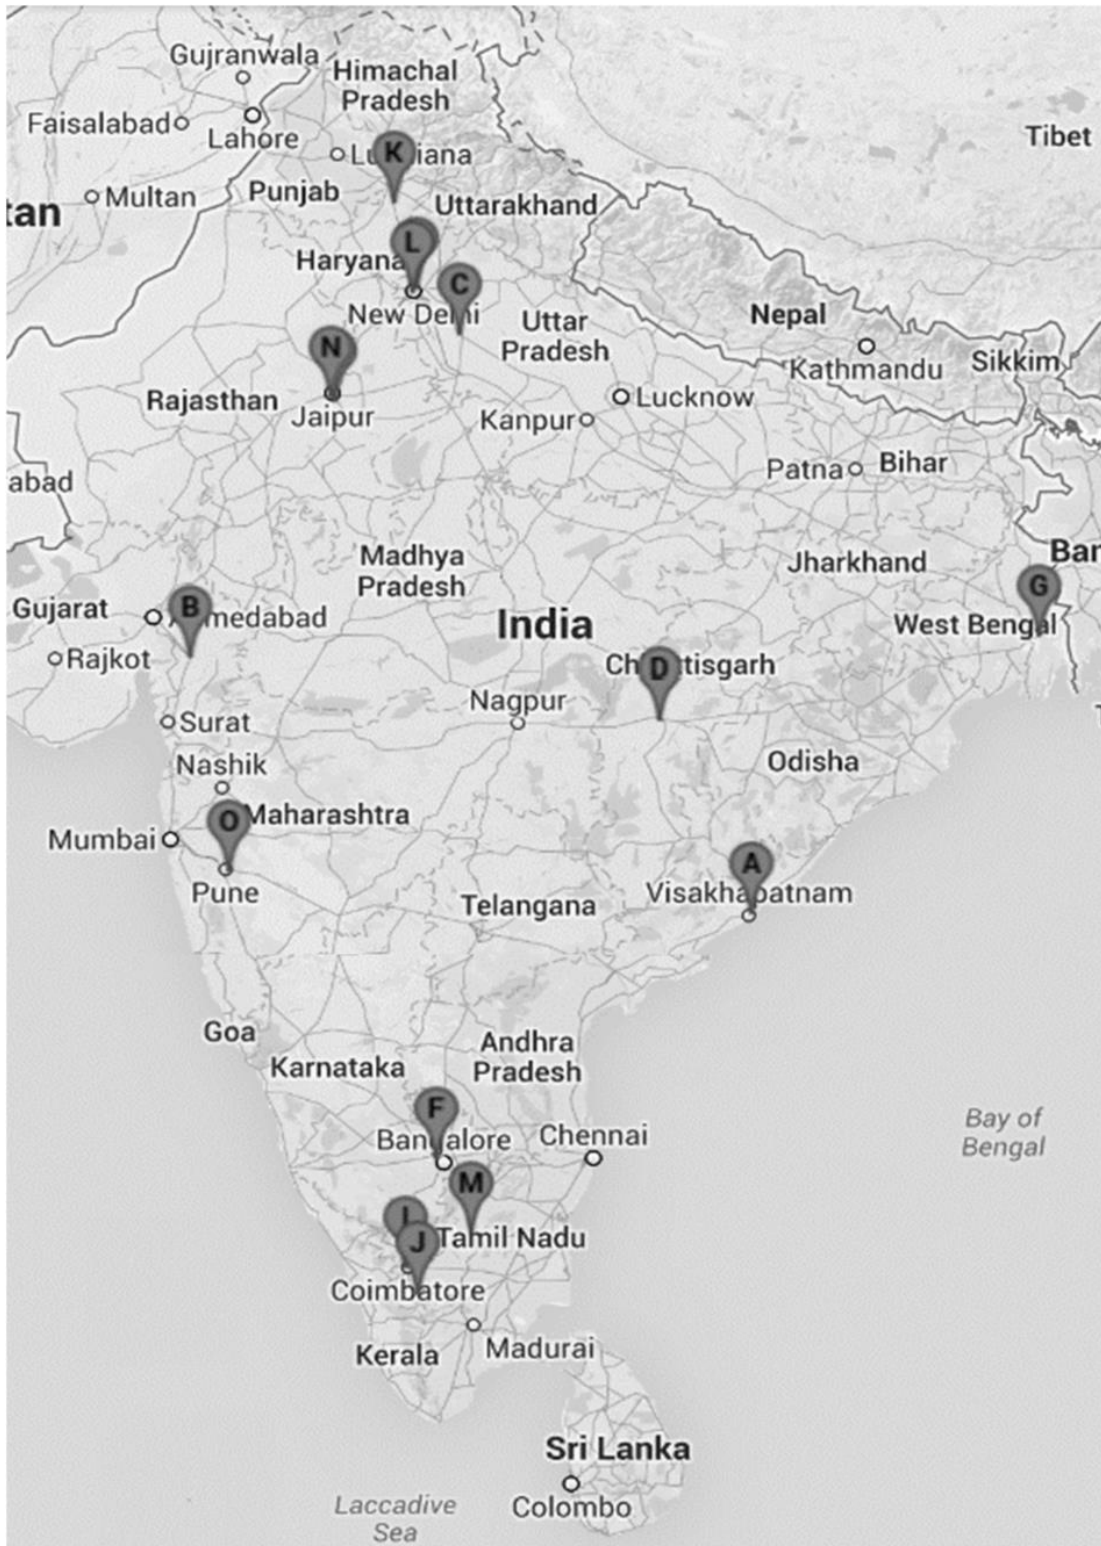 Gujranwala
Himachal
Pradesh
Faisalabad
Lahore
Tibet
K
Multan
Punjab
Uttarakhand
tan
L
Haryana
C
New Delhi
Uttar
Pradesh
Nepal
N
Kathmandu
Sikkim
Rajasthan
Jaipur
Lucknow
Kanpur
Patna
Bihar
abad
Madhya
Pradesh
Jharkhand
Ban
G
Gujarat
B
medabad
India
West Bengal
Rajkot
D
Nagpur
Surat
Nashik
Odisha
O
Maharashtra
Mumbai
A
Pune
Visakhapatnam
Telangana
Goa
Andhra
Pradesh
Karnataka
F
Bangalore
Chennai
Bay of
Bengal
M
J
Tamil Nadu
Coimbatore
Kerala
Madurai
Sri Lanka
Colombo
Laccadive
Sea